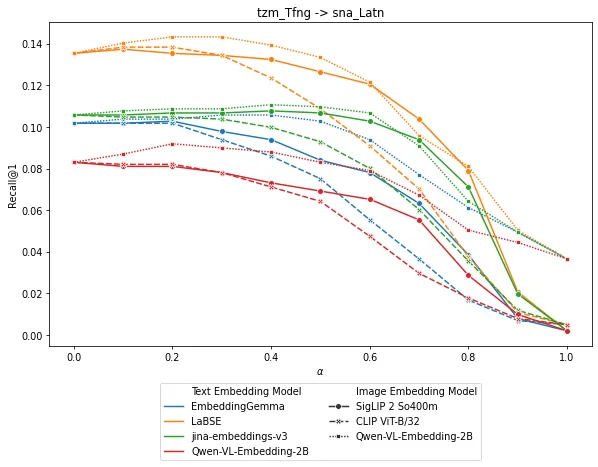 tzm_Tfng -> sna_Latn
Recall@1
0.14
0.12
0.10
0.08
0.06
0.04
0.02
0.00
0.0 0.2 0.4 0.6 0.8 1.0
α
Text Embedding Model
EmbeddingGemma
LaBSE
jina-embeddings-v3
Qwen-VL-Embedding-2B
Image Embedding Model
SigLIP 2 So400m
CLIP ViT-B/32
Qwen-VL-Embedding-2B